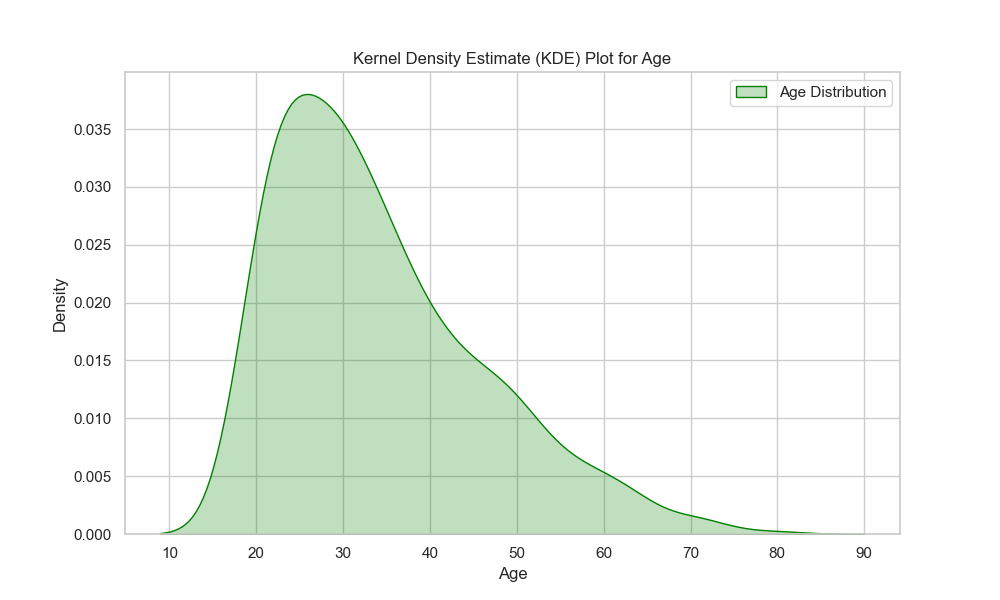 Kernel Density Estimate (KDE) Plot for Age
Age Distribution
0.035
0.030
0.025
0.020
0.015
0.010
0.005
0.000
Density
10 20 30 40 50 60 70 80 90
Age